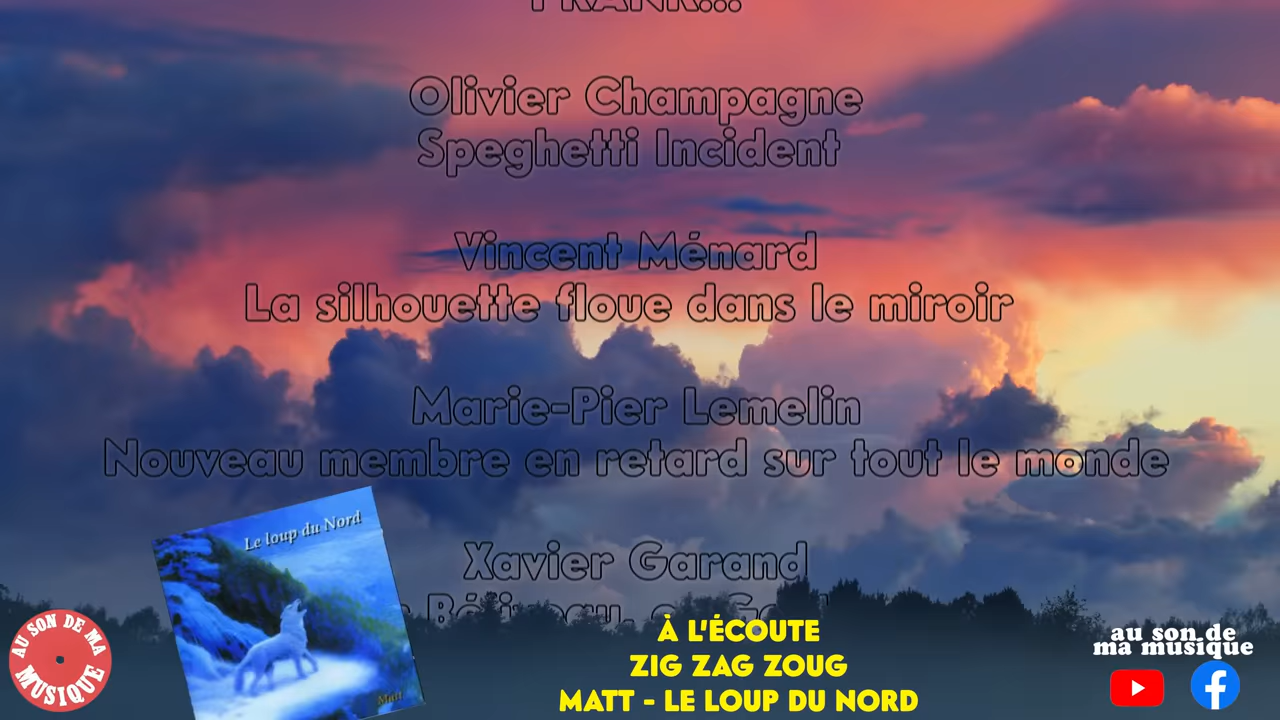 FRANK...
Olivier Champagne
Speghetti Incident
Vincent Ménard
La silhouette floue dans le miroir
Marie-Pier Lemelin
Nouveau membre en retard sur tout le monde
Xavier Garand
Le loup du Nord
Matt
AU SON DE MA
MUSIQUE
À L'ÉCOUTE
ZIG ZAG ZOUG
MATT - LE LOUP DU NORD
au son de
ma musique